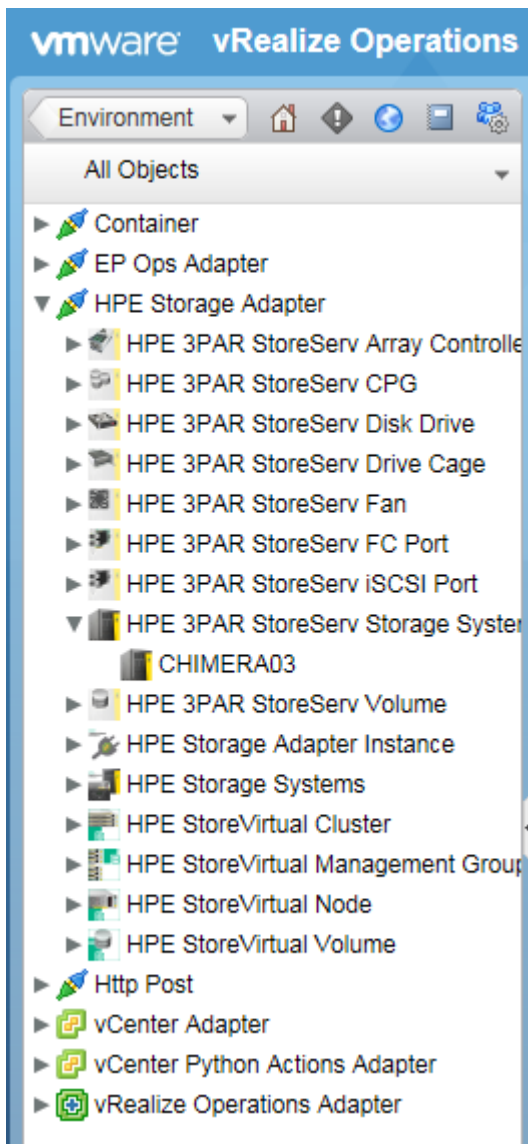 vmware vRealize Operations
Environment
All Objects
Container
EP Ops Adapter
HPE Storage Adapter
HPE 3PAR StoreServ Array Controlle
HPE 3PAR StoreServ CPG
HPE 3PAR StoreServ Disk Drive
HPE 3PAR StoreServ Drive Cage
HPE 3PAR StoreServ Fan
HPE 3PAR StoreServ FC Port
HPE 3PAR StoreServ iSCSI Port
HPE 3PAR StoreServ Storage System
CHIMERA03
HPE 3PAR StoreServ Volume
HPE Storage Adapter Instance
HPE Storage Systems
HPE StoreVirtual Cluster
HPE StoreVirtual Management Group
HPE StoreVirtual Node
HPE StoreVirtual Volume
Http Post
vCenter Adapter
vCenter Python Actions Adapter
vRealize Operations Adapter